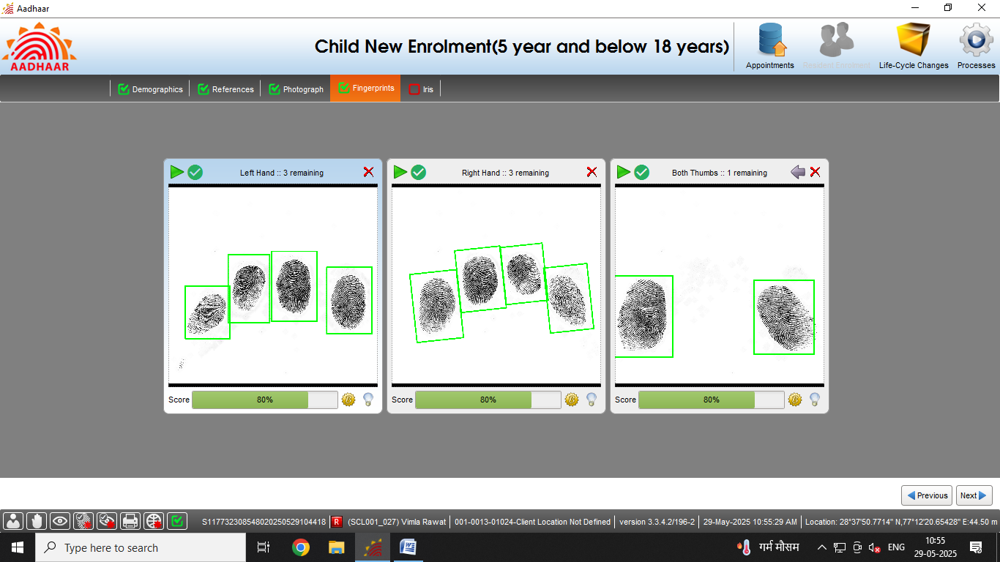 Aadhaar
AADHAAR
Child New Enrolment(5 year and below 18 years)
Appointments
Resident Enrolment
Life-Cycle Changes
Processes
Demographics
References
Photograph
Fingerprints
Iris
Left Hand :: 3 remaining
Right Hand :: 3 remaining
Both Thumbs :: 1 remaining
Score 80%
Score 80%
Score 80%
Previous
Next
S117732308548020250529104418 R (SCL001_027) Vimla Rawat 001-0013-01024-Client Location Not Defined version 3.3.4.2/196-2 29-May-2025 10:55:29 AM Location: 28°37'50.7714" N,77°12'20.65428" E:44.50 m
Type here to search
गर्म मौसम
ENG
10:55
29-05-2025